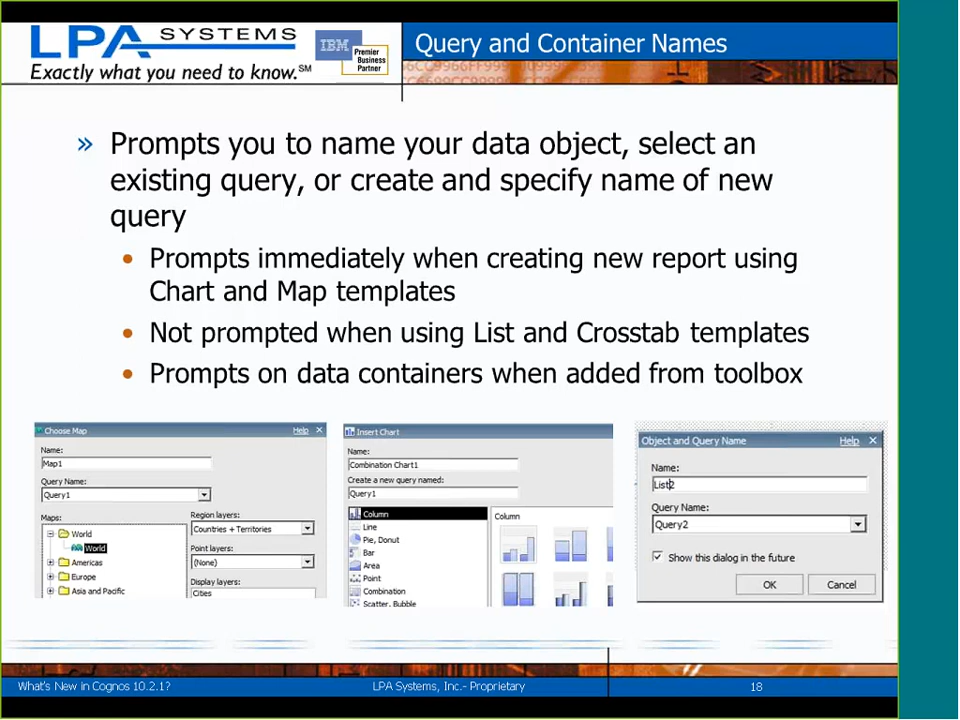 LPA SYSTEMS
Exactly what you need to know.℠
IBM
Premier
Business
Partner
Query and Container Names
» Prompts you to name your data object, select an
existing query, or create and specify name of new
query
• Prompts immediately when creating new report using
Chart and Map templates
• Not prompted when using List and Crosstab templates
• Prompts on data containers when added from toolbox
Choose Map Help ×
Name:
Map1
Query Name:
Query1
Maps:
World
World
Americas
Europe
Asia and Pacific
Region layers:
Countries + Territories
Point layers:
(None)
Display layers:
Cities
Insert Chart
Name:
Combination Chart1
Create a new query named:
Query1
Column
Line
Pie, Donut
Bar
Area
Point
Combination
Scatter, Bubble
Column
Object and Query Name Help ×
Name:
List2
Query Name:
Query2
Show this dialog in the future
OK Cancel
What's New in Cognos 10.2.1? LPA Systems, Inc.- Proprietary 18